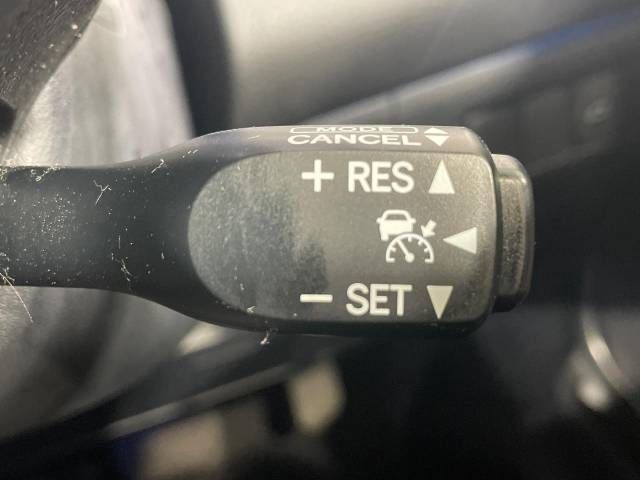 MODE
CANCEL
+ RES
- SET